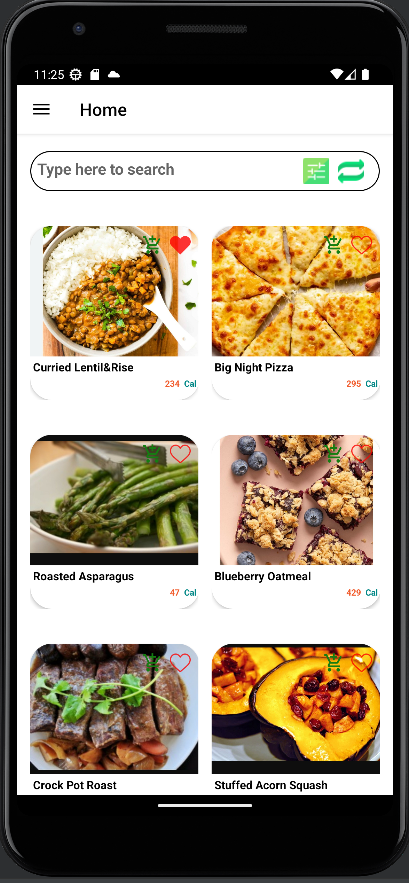 11:25
Home
Type here to search
Curried Lentil&Rise
234 Cal
Big Night Pizza
295 Cal
Roasted Asparagus
47 Cal
Blueberry Oatmeal
429 Cal
Crock Pot Roast
Stuffed Acorn Squash